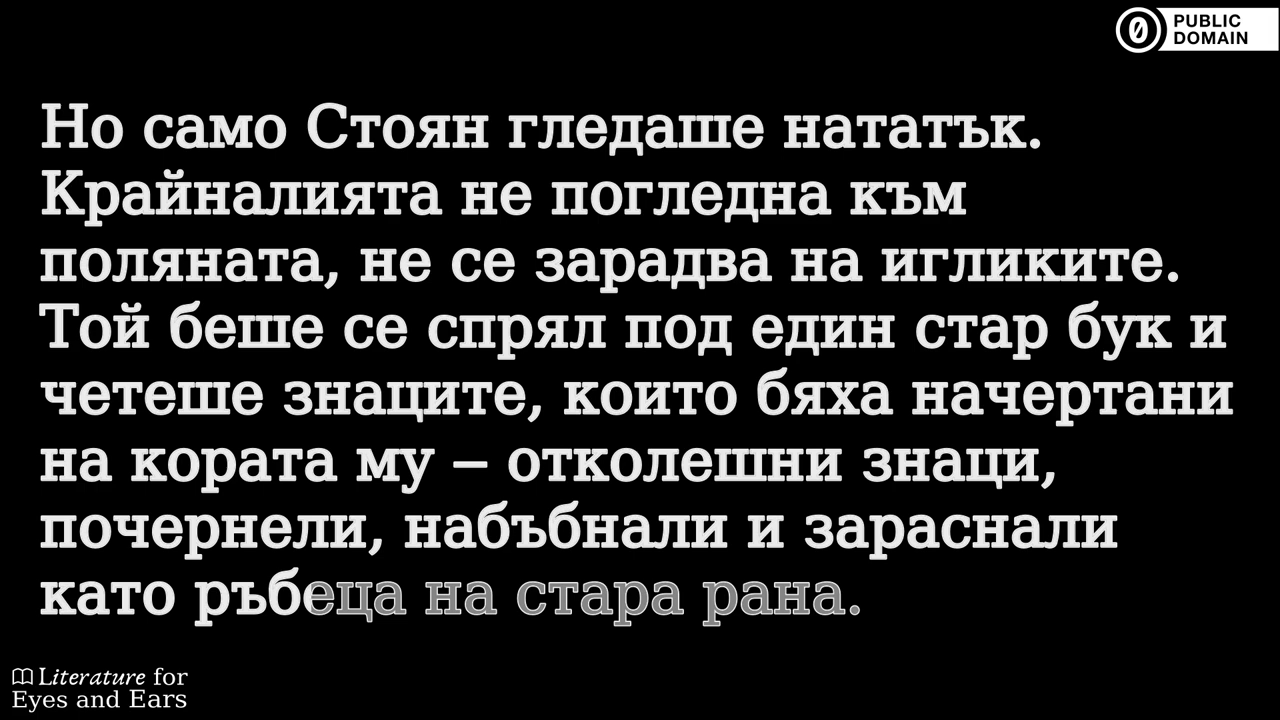 PUBLIC
DOMAIN
Но само Стоян гледаше нататък.
Крайналията не погледна към
поляната, не се зарадва на игликите.
Той беше се спрял под един стар бук и
четеше знаците, които бяха начертани
на кората му – отколешни знаци,
почернели, набъбнали и зараснали
като ръбеца на стара рана.
Literature for
Eyes and Ears